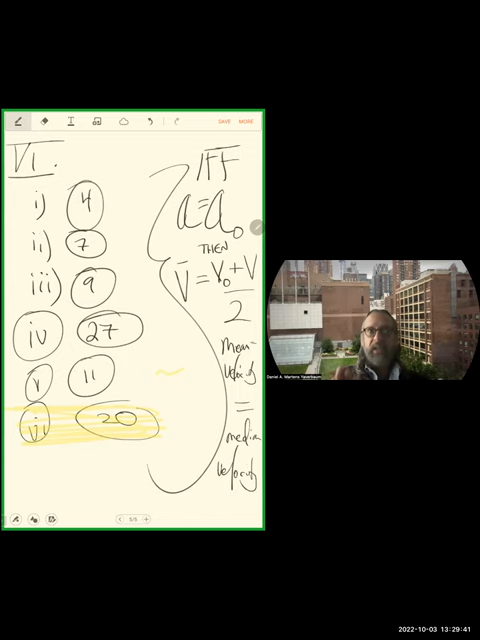 SAVE MORE
VI.
i) 4
ii) 7
iii) 9
iv 27
v 11
vi 20
IFF
a=a₀
THEN
V̄ = V₀+V
2
Mean
Velocity
=
median
Velocity
5/5
Daniel A. Martens Yaverbaum
2022-10-03 13:29:41